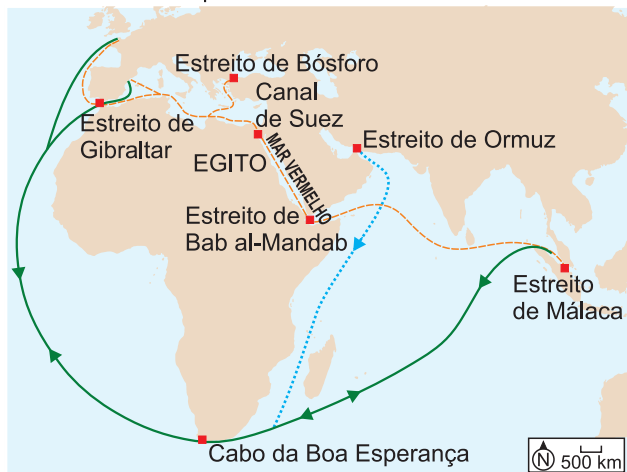 Estreito de Bósforo
Canal
de Suez
Estreito de
Gibraltar
Estreito de Ormuz
EGITO
MAR VERMELHO
Estreito de
Bab al-Mandab
Estreito
de Málaca
Cabo da Boa Esperança
N 500 km